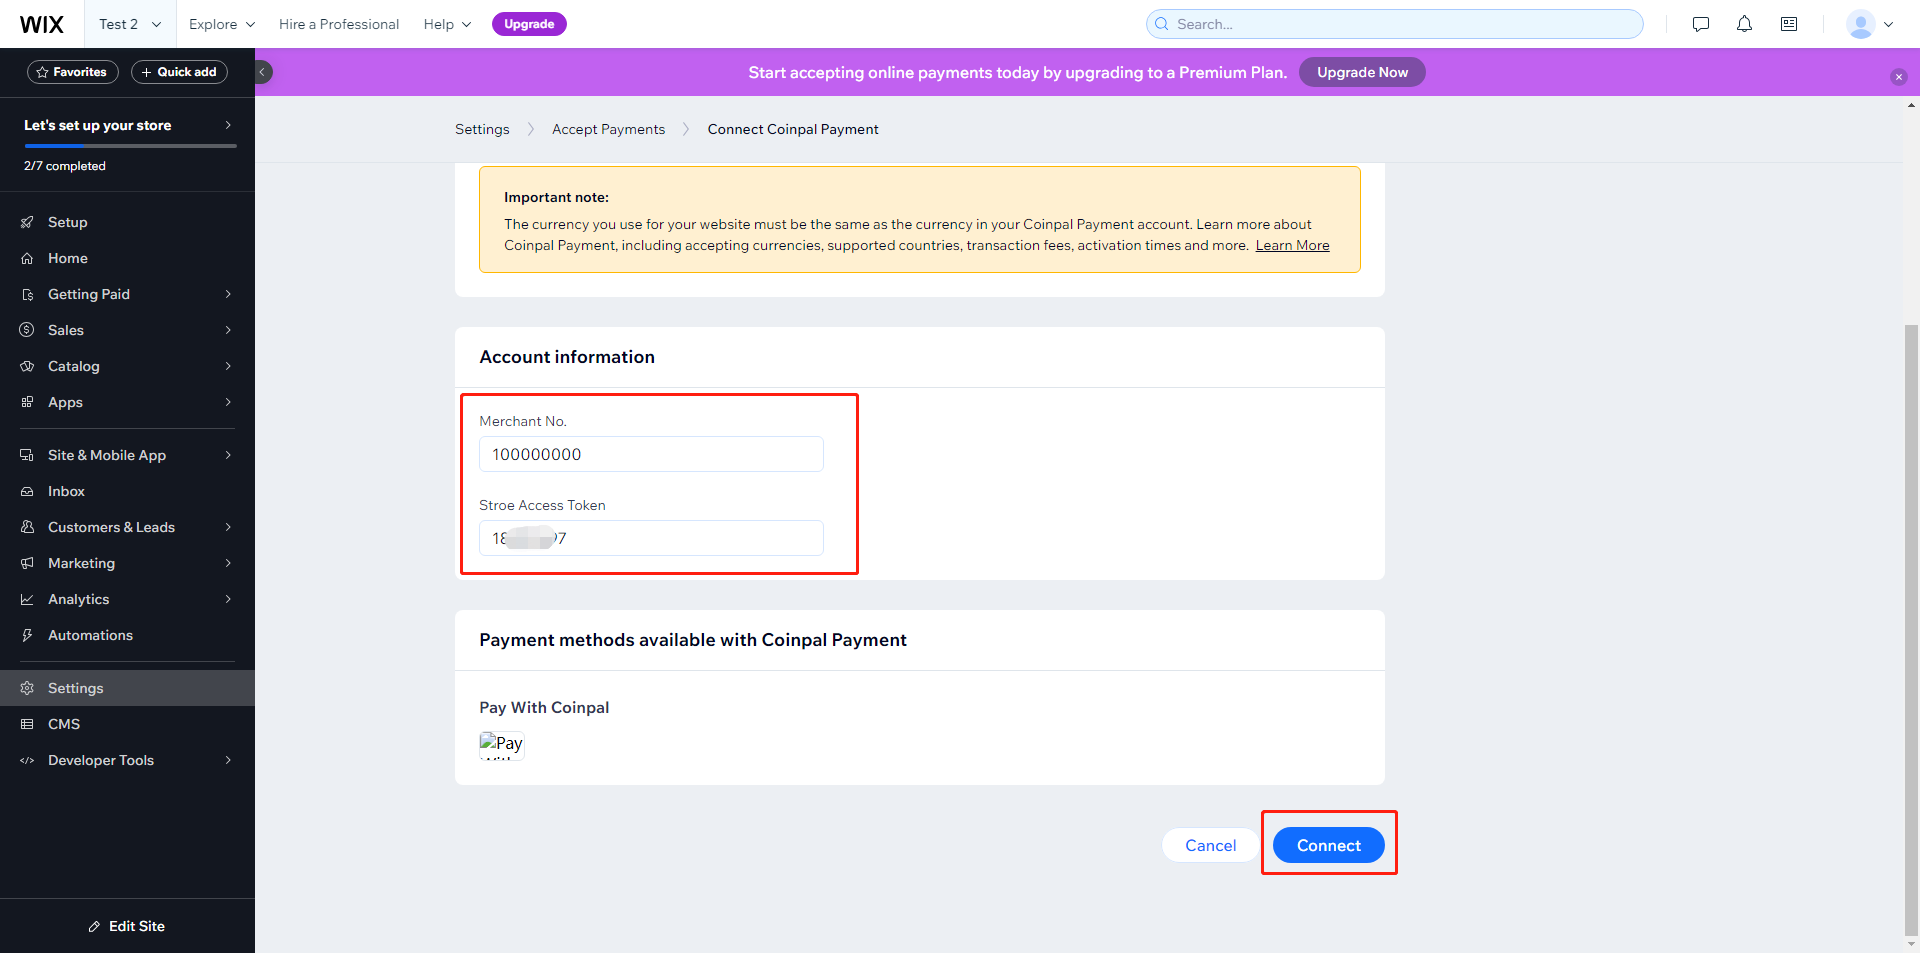 WIX
Test 2
Explore
Hire a Professional
Help
Upgrade
Search...
Favorites
Quick add
Start accepting online payments today by upgrading to a Premium Plan.
Upgrade Now
Let's set up your store
2/7 completed
Settings
Accept Payments
Connect Coinpal Payment
Setup
Home
Getting Paid
Sales
Catalog
Apps
Site & Mobile App
Inbox
Customers & Leads
Marketing
Analytics
Automations
Settings
CMS
Developer Tools
Edit Site
Important note:
The currency you use for your website must be the same as the currency in your Coinpal Payment account. Learn more about
Coinpal Payment, including accepting currencies, supported countries, transaction fees, activation times and more. Learn More
Account information
Merchant No.
100000000
Stroe Access Token
Payment methods available with Coinpal Payment
Pay With Coinpal
Pay
Cancel
Connect